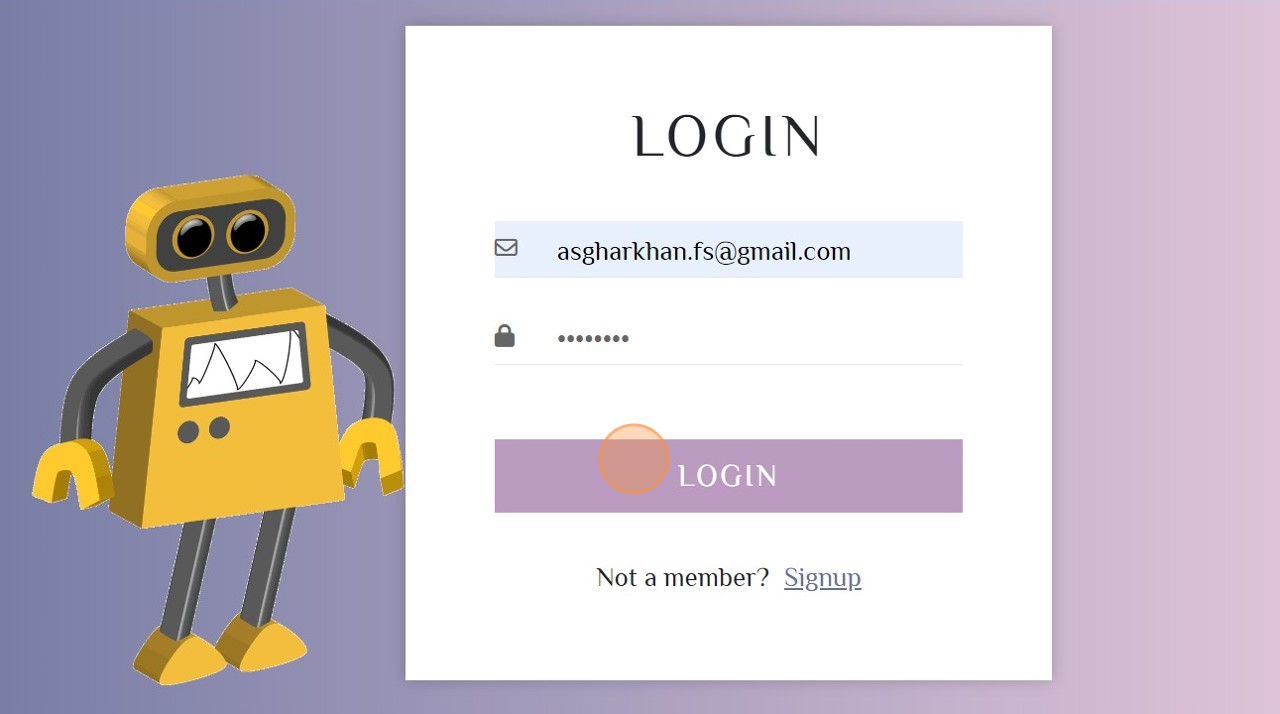 LOGIN
asgharkhan.fs@gmail.com
••••••••
LOGIN
Not a member? Signup